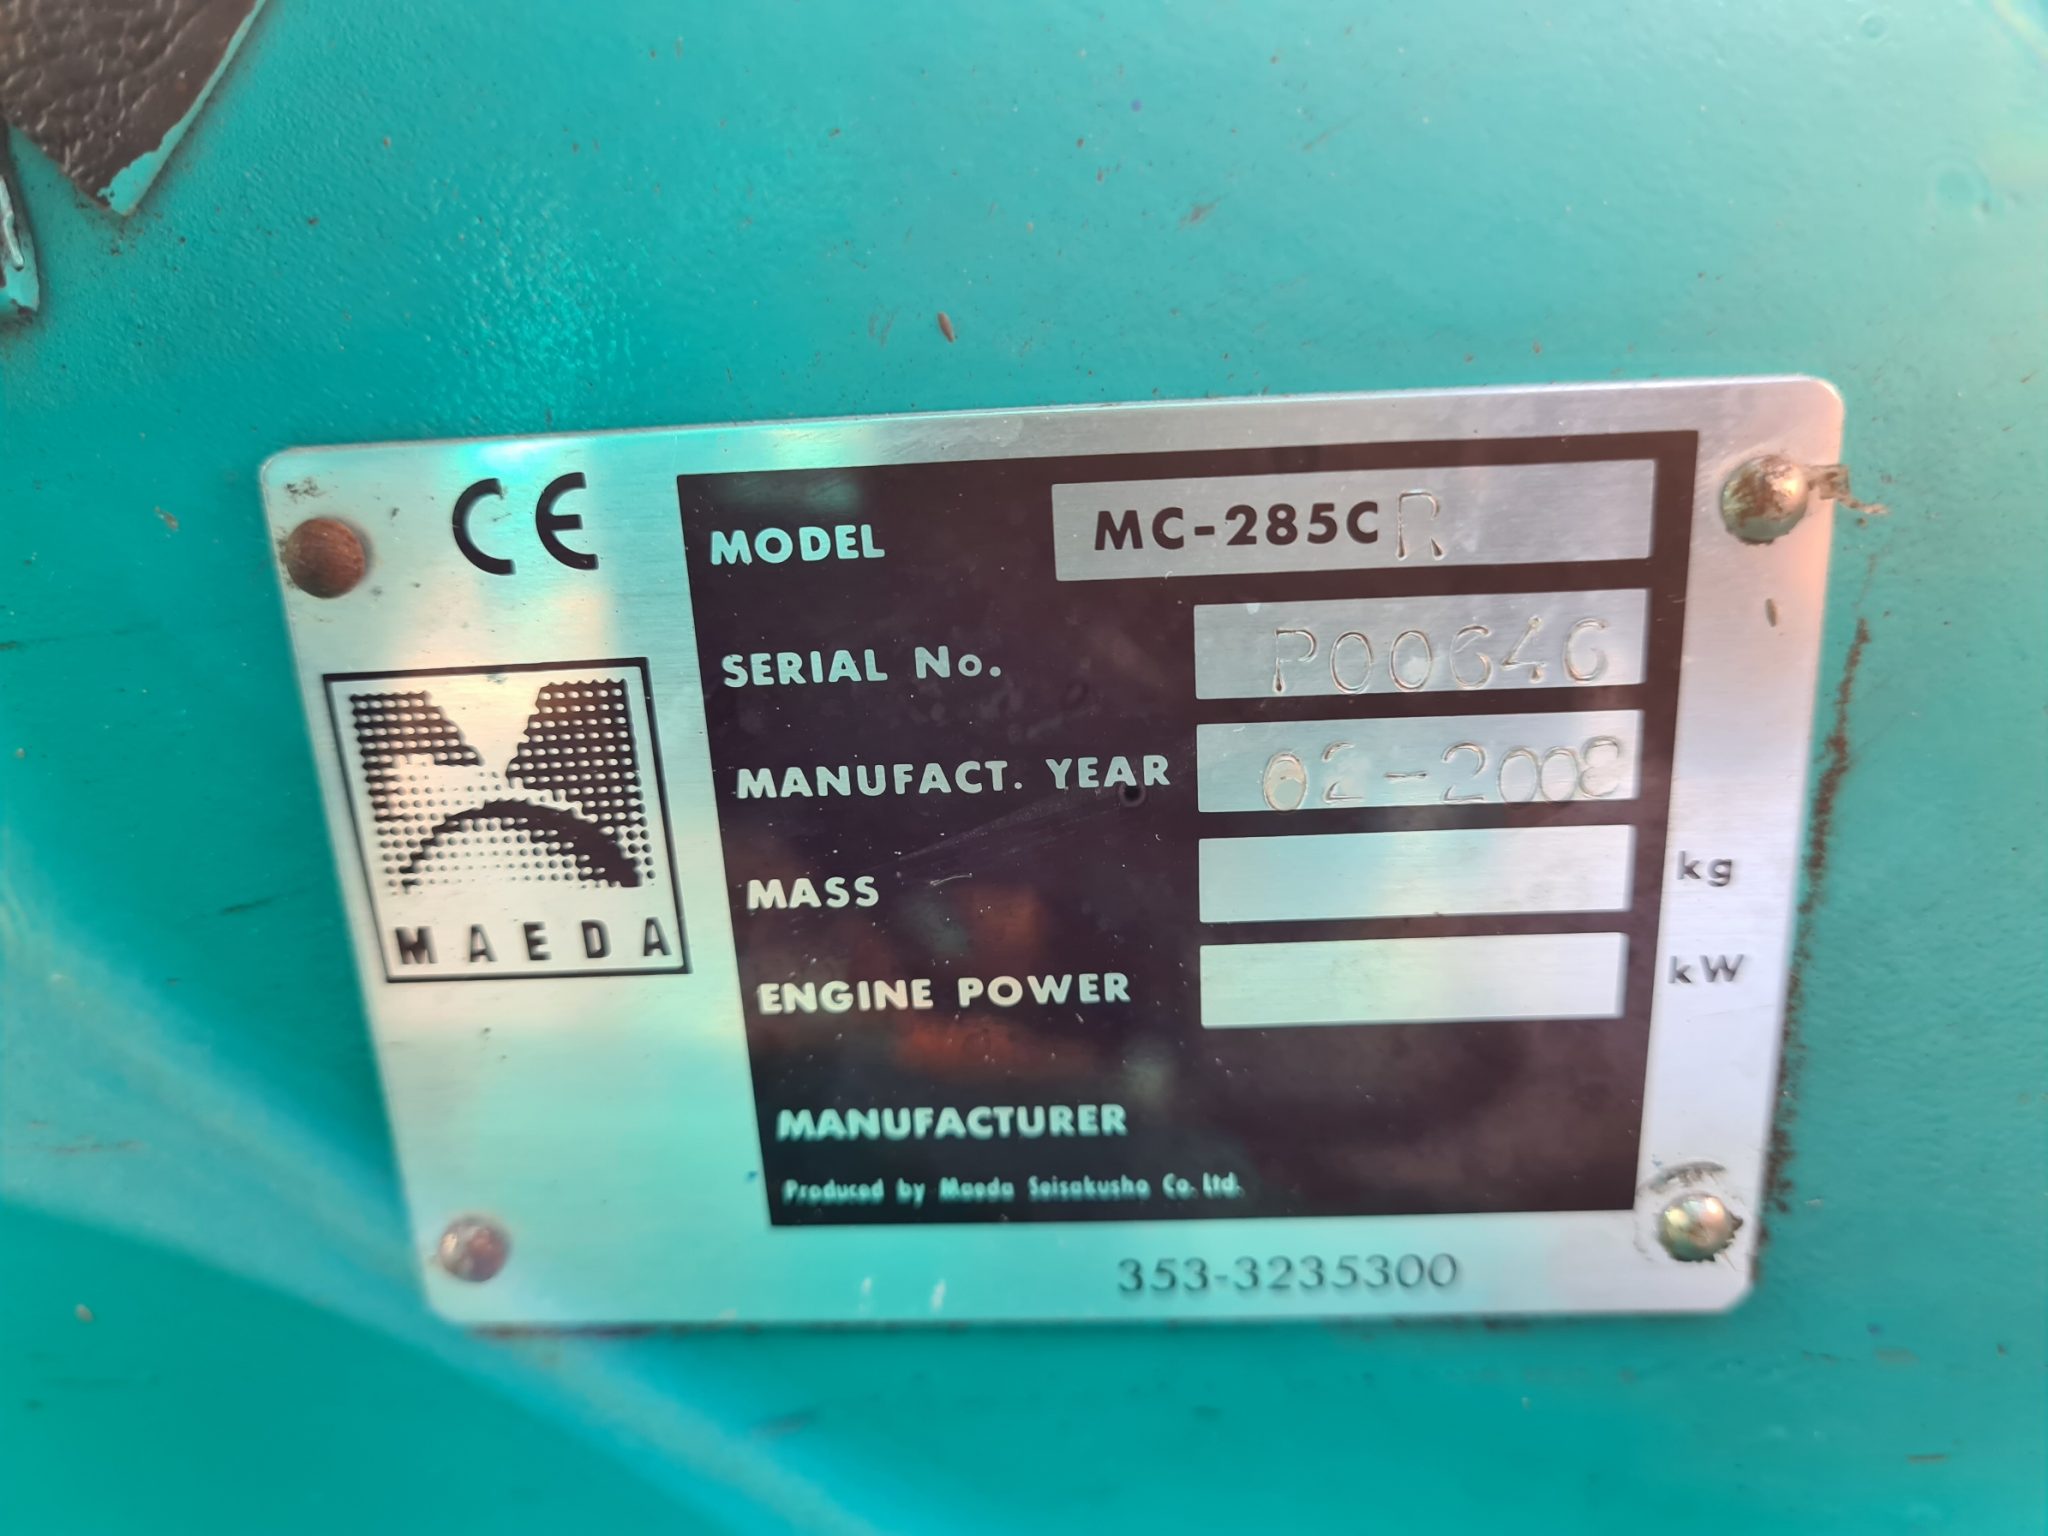 CE
MODEL MC-285CR
SERIAL No. P00646
MANUFACT. YEAR 02-2008
MASS kg
ENGINE POWER kW
MAEDA
MANUFACTURER
Produced by Maeda Seisakusho Co. Ltd.
353-3235300